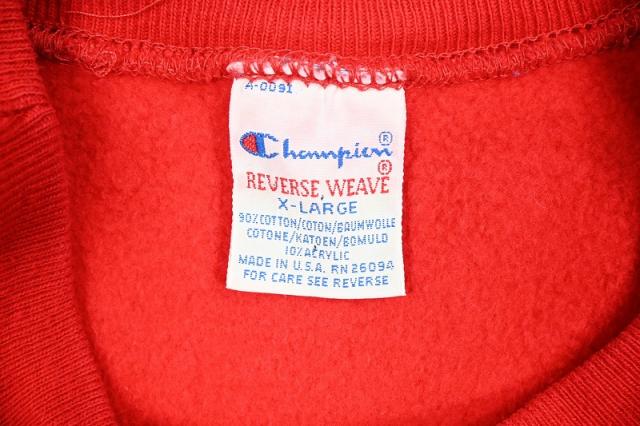 A-0091
Champion®
REVERSE WEAVE®
X-LARGE
90% COTTON/COTON/BAUMWOLLE
COTONE/KATOEN/BOMULD
10% ACRYLIC
MADE IN U.S.A. RN 26094
FOR CARE SEE REVERSE